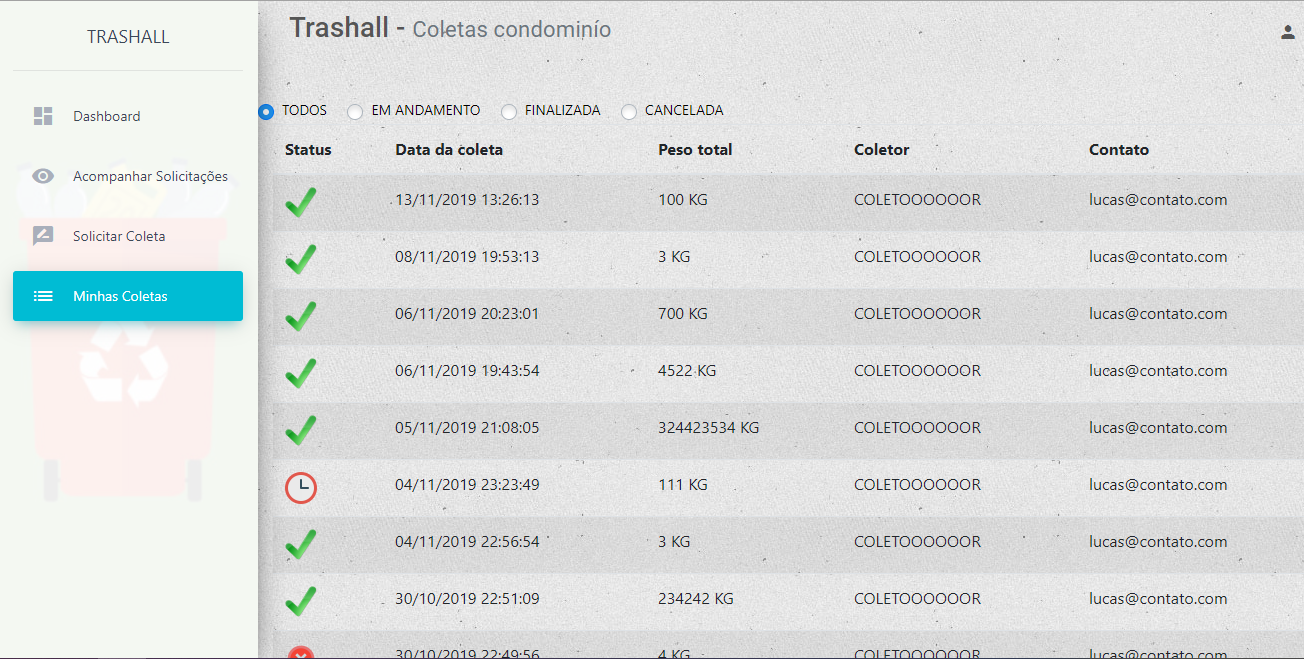 TRASHALL
Dashboard
Acompanhar Solicitações
Solicitar Coleta
Minhas Coletas
Trashall - Coletas condominío
TODOS EM ANDAMENTO FINALIZADA CANCELADA
Status Data da coleta Peso total Coletor Contato
13/11/2019 13:26:13 100 KG COLETOOOOOOR lucas@contato.com
08/11/2019 19:53:13 3 KG COLETOOOOOOR lucas@contato.com
06/11/2019 20:23:01 700 KG COLETOOOOOOR lucas@contato.com
06/11/2019 19:43:54 4522 KG COLETOOOOOOR lucas@contato.com
05/11/2019 21:08:05 324423534 KG COLETOOOOOOR lucas@contato.com
04/11/2019 23:23:49 111 KG COLETOOOOOOR lucas@contato.com
04/11/2019 22:56:54 3 KG COLETOOOOOOR lucas@contato.com
30/10/2019 22:51:09 234242 KG COLETOOOOOOR lucas@contato.com
30/10/2019 22:49:56 4 KG COLETOOOOOOR lucas@contato.com